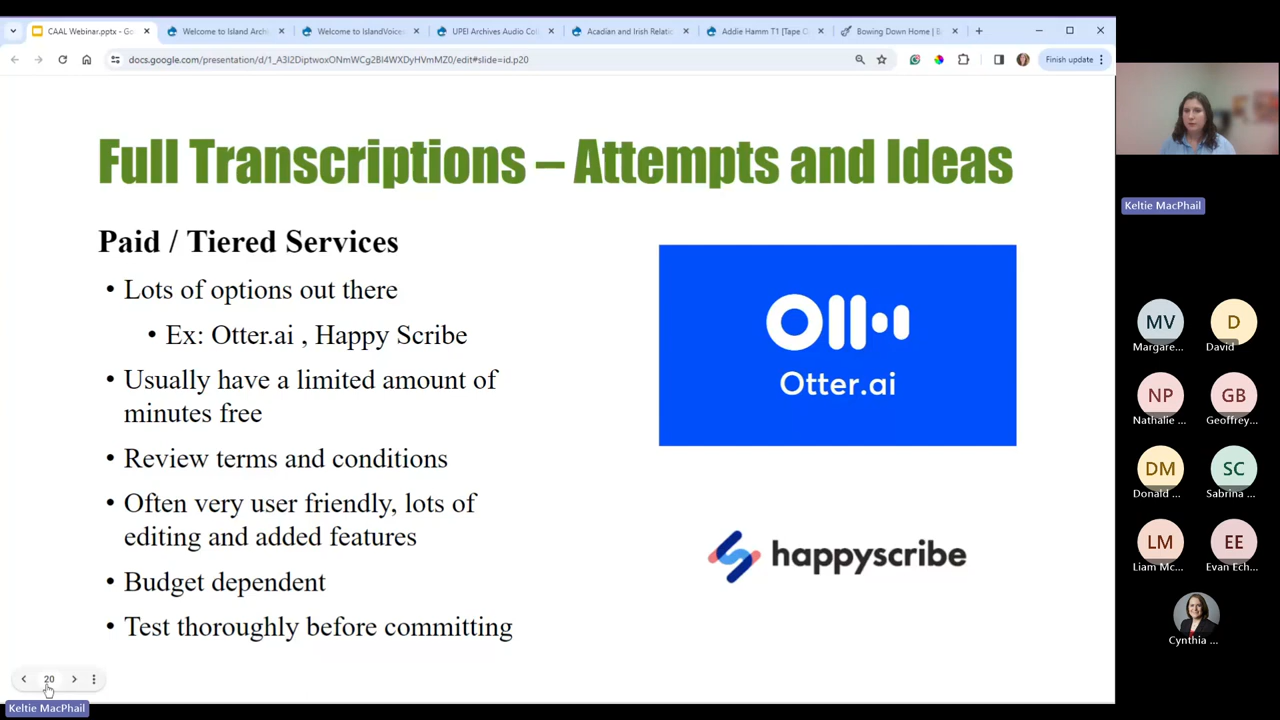 CAAL Webinar.pptx - Go
Welcome to Island Arch
Welcome to IslandVoices
UPEI Archives Audio Col
Acadian and Irish Relatio
Addie Hamm T1 [Tape C
Bowing Down Home | B
docs.google.com/presentation/d/1_A3I2DiptwoxONmWCg2BI4WXDyHVmMZ0/edit#slide=id.p20
Finish update
Full Transcriptions – Attempts and Ideas
Paid / Tiered Services
• Lots of options out there
• Ex: Otter.ai , Happy Scribe
• Usually have a limited amount of
minutes free
• Review terms and conditions
• Often very user friendly, lots of
editing and added features
• Budget dependent
• Test thoroughly before committing
Otter.ai
happyscribe
20
Keltie MacPhail
Keltie MacPhail
MV
Margare...
D
David
NP
Nathalie ...
GB
Geoffrey...
DM
Donald ...
SC
Sabrina ...
LM
Liam Mc...
EE
Evan Ech...
Cynthia ...